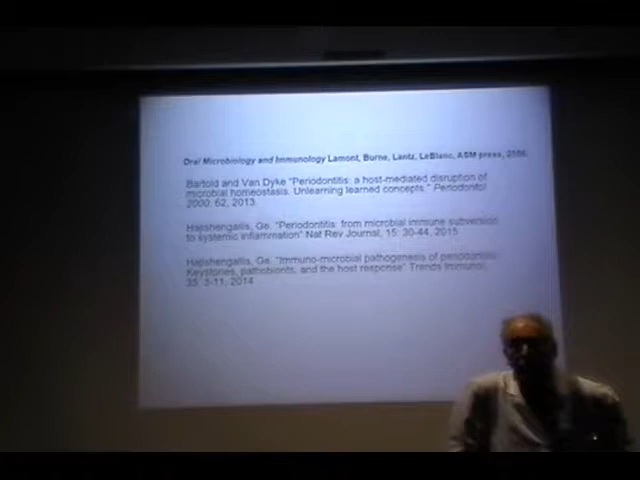 Oral Microbiology and Immunology Lamont, Burne, Lantz, LeBlanc, ASM press, 2006.
Bartold and Van Dyke "Periodontitis: a host-mediated disruption of
microbial homeostasis. Unlearning learned concepts." Periodontol
2000: 62, 2013.
Hajishengallis, Ge. "Periodontitis: from microbial immune subversion
to systemic inflammation" Nat Rev Journal, 15: 30-44, 2015
Hajishengallis, Ge. "Immuno-microbial pathogenesis of periodontitis:
Keystones, pathobionts, and the host response" Trends Immunol,
35: 3-11, 2014